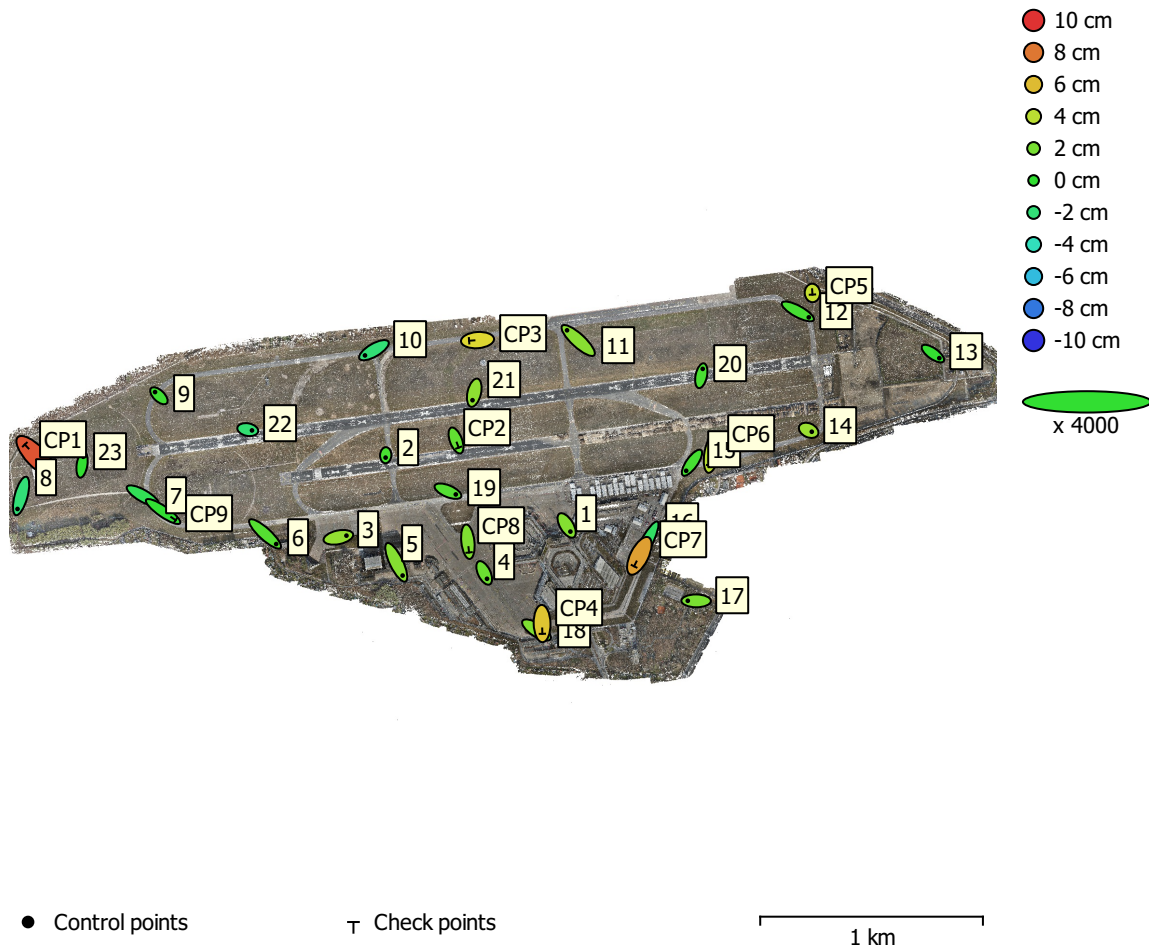 10 cm
8 cm
6 cm
4 cm
2 cm
0 cm
-2 cm
-4 cm
-6 cm
-8 cm
-10 cm
x 4000
CP5
12
CP3
10
11
13
20
21
9
22
CP2
CP6
14
CP1
23
2
15
8
7
19
CP9
1
16
6
3
5
CP8
CP7
4
17
CP4
18
Control points
Check points
1 km